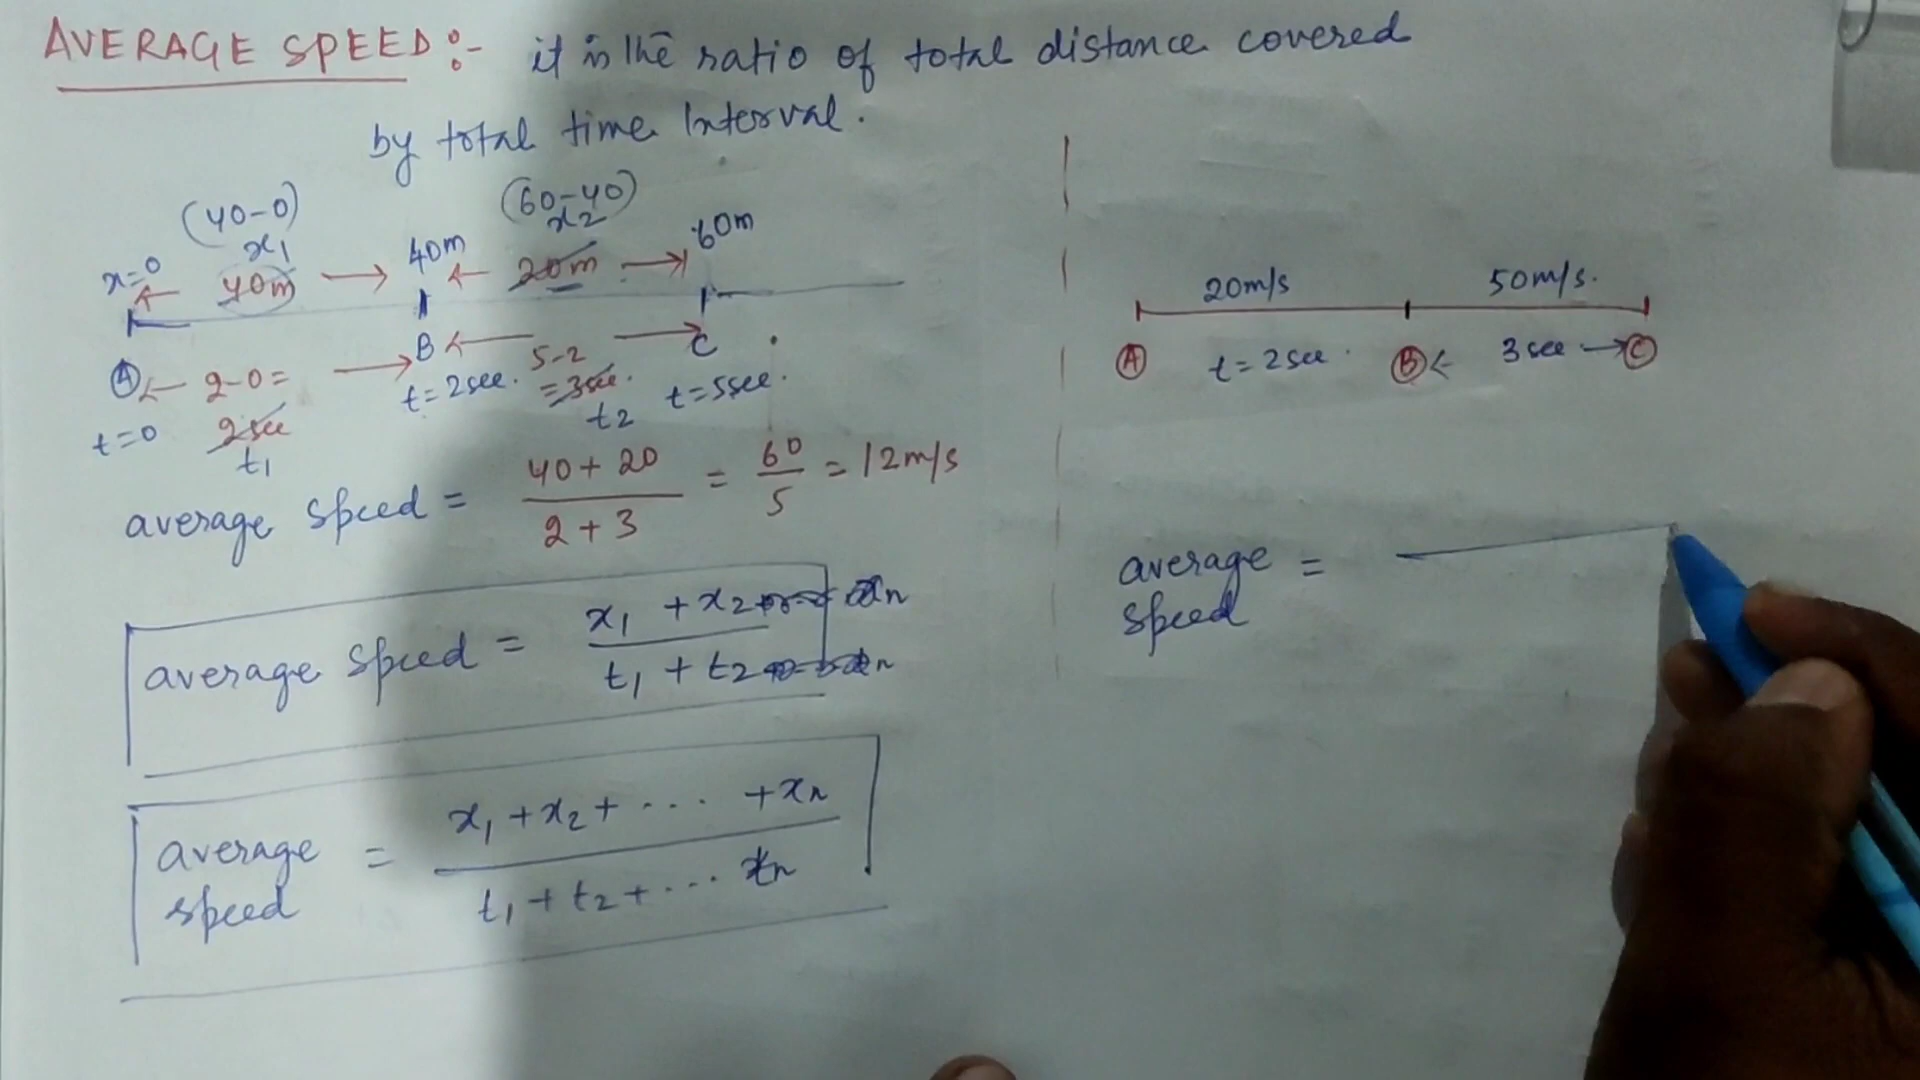 AVERAGE SPEED:- it is the ratio of total distance covered
by total time Interval.
(40-0) (60-40)
x1 x2
x=0 40m 40m 20m 60m
A 2-0= B 5-2 C
t=0 2sec t=2sec. =3sec. t=5sec.
t1 t2
average speed = 40+20 / 2+3 = 60/5 = 12m/s
average speed = x1 + x2 xn / t1 + t2 n
average speed = x1 + x2 + ... + xn / t1 + t2 + ... tn
20m/s 50m/s.
A t=2sec B 3sec C
average =
speed